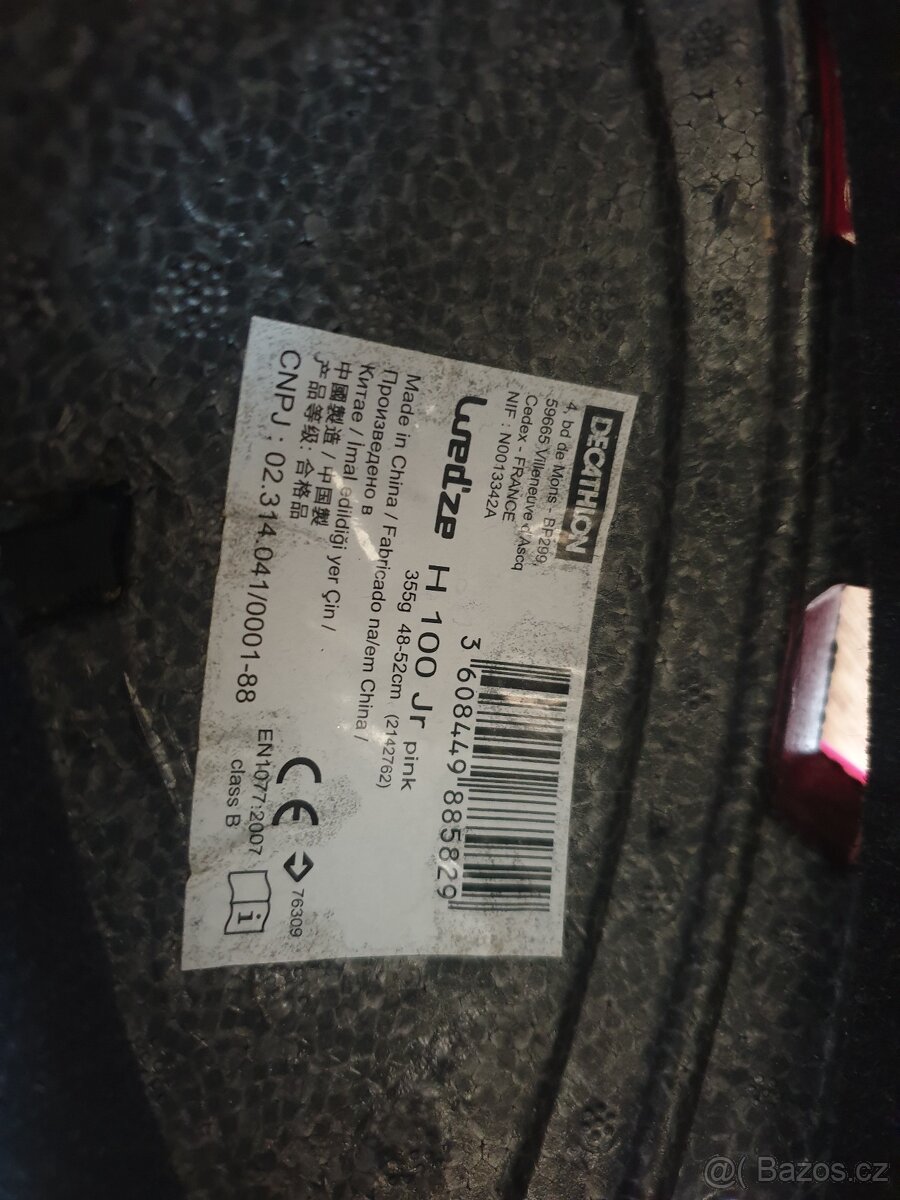 DECATHLON
4, bd de Mons - BP299
59665 Villeneuve d'Ascq
Cedex - FRANCE
NIF : N0013342A
3 608449 885829
Wed'ze H 100 Jr pink
355g 48-52cm (2142762)
Made in China / Fabricado na/em China /
Произведено в
Китае / Imal edildiği yer Çin /
中國製造 / 中国製
产品等级: 合格品
CNPJ : 02.314.041/0001-88
CE
76309
EN1077:2007
class B
i
@( Bazos.cz